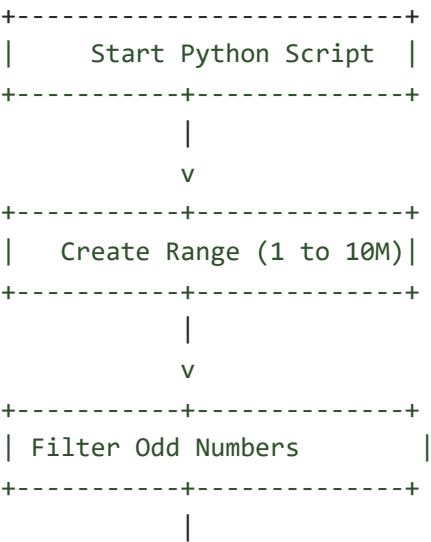 +--------------------------+
|     Start Python Script  |
+-----------+--------------+
            |
            v
+-----------+--------------+
|   Create Range (1 to 10M)|
+-----------+--------------+
            |
            v
+-----------+--------------+
| Filter Odd Numbers       |
+-----------+--------------+
            |